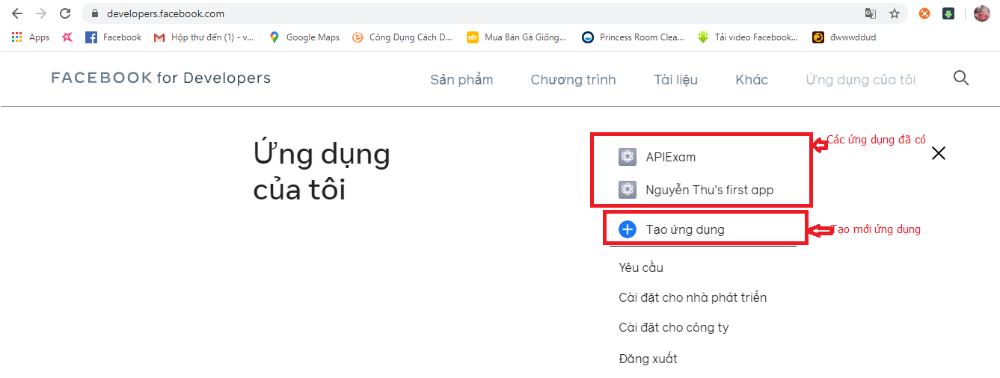 developers.facebook.com
Apps
Facebook
Hộp thư đến (1) - v...
Google Maps
Công Dụng Cách D...
TỐT
Mua Bán Gà Giống...
Princess Room Clea...
Tải video Facebook...
đwwwddưd
FACEBOOK for Developers
Sản phẩm
Chương trình
Tài liệu
Khác
Ứng dụng của tôi
Ứng dụng
của tôi
Các ứng dụng đã có
APIExam
Nguyễn Thu's first app
Tạo ứng dụng
Tạo mới ứng dụng
Yêu cầu
Cài đặt cho nhà phát triển
Cài đặt cho công ty
Đăng xuất